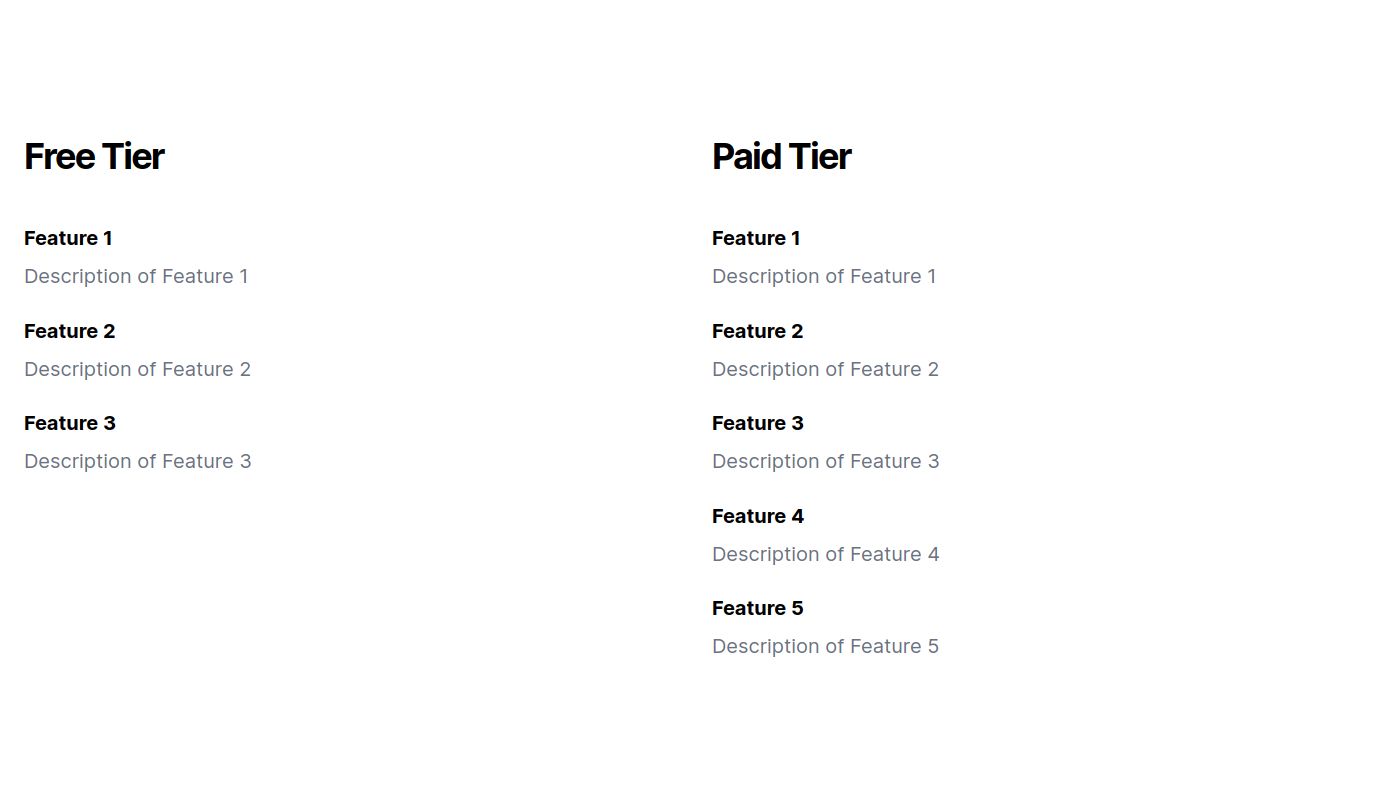 Free Tier
Feature 1
Description of Feature 1
Feature 2
Description of Feature 2
Feature 3
Description of Feature 3
Paid Tier
Feature 1
Description of Feature 1
Feature 2
Description of Feature 2
Feature 3
Description of Feature 3
Feature 4
Description of Feature 4
Feature 5
Description of Feature 5